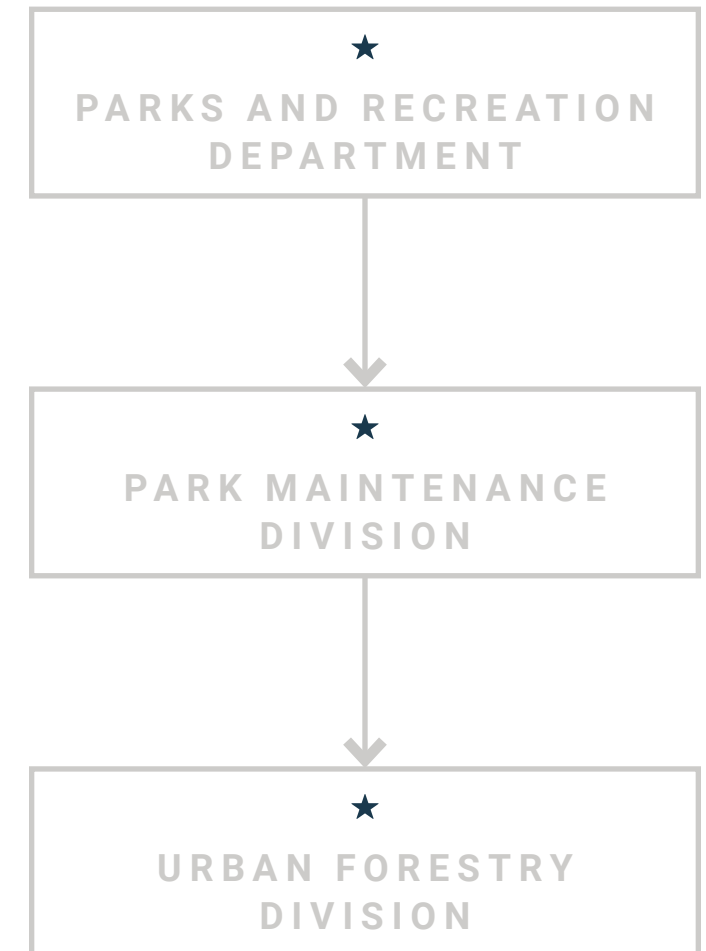 PARKS AND RECREATION
DEPARTMENT
PARK MAINTENANCE
DIVISION
URBAN FORESTRY
DIVISION